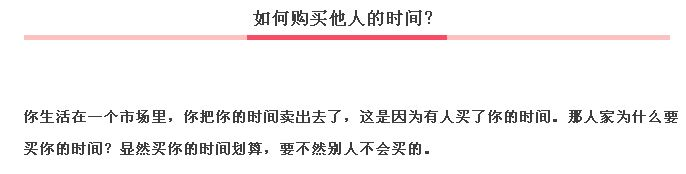 如何购买他人的时间?
你生活在一个市场里，你把你的时间卖出去了，这是因为有人买了你的时间。那人家为什么要
买你的时间？显然买你的时间划算，要不然别人不会买的。